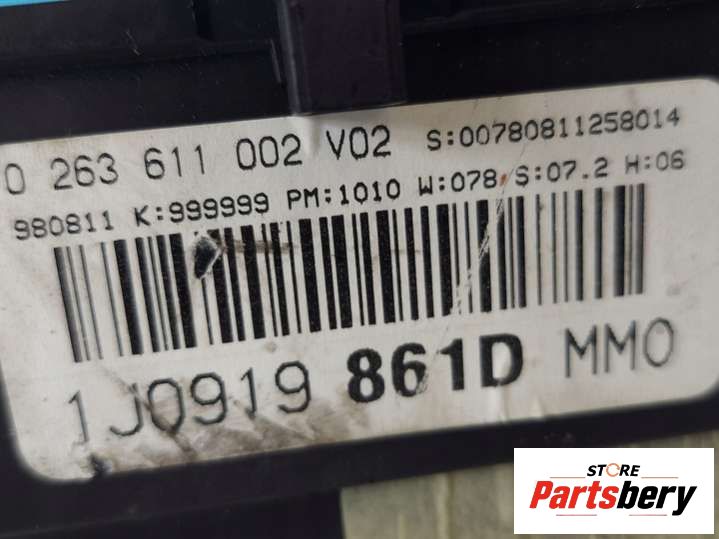 0 263 611 002 V02 S:00780811258014
980811 K:999999 PM:1010 W:078 S:07.2 H:06
1J0919 861D MMO
STORE
Partsbery